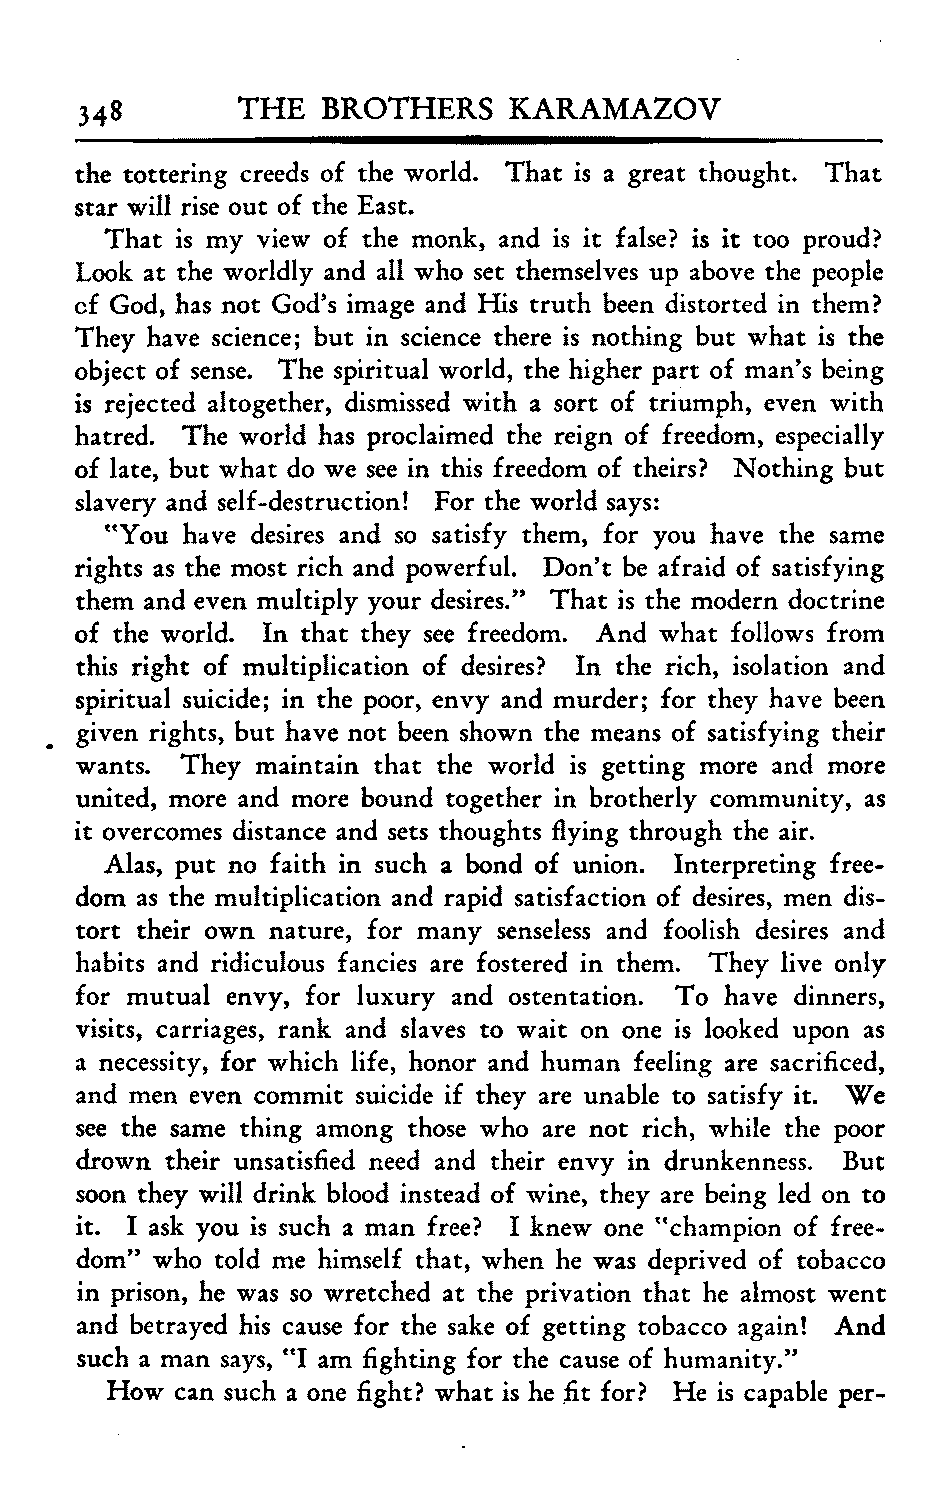 348 THE BROTHERS KARAMAZOV
the tottering creeds of the world. That is a great thought. That
star will rise out of the East.
That is my view of the monk, and is it false? is it too proud?
Look at the worldly and all who set themselves up above the people
cf God, has not God's image and His truth been distorted in them?
They have science; but in science there is nothing but what is the
object of sense. The spiritual world, the higher part of man's being
is rejected altogether, dismissed with a sort of triumph, even with
hatred. The world has proclaimed the reign of freedom, especially
of late, but what do we see in this freedom of theirs? Nothing but
slavery and self-destruction! For the world says:
"You have desires and so satisfy them, for you have the same
rights as the most rich and powerful. Don't be afraid of satisfying
them and even multiply your desires." That is the modern doctrine
of the world. In that they see freedom. And what follows from
this right of multiplication of desires? In the rich, isolation and
spiritual suicide; in the poor, envy and murder; for they have been
given rights, but have not been shown the means of satisfying their
wants. They maintain that the world is getting more and more
united, more and more bound together in brotherly community, as
it overcomes distance and sets thoughts flying through the air.
Alas, put no faith in such a bond of union. Interpreting free-
dom as the multiplication and rapid satisfaction of desires, men dis-
tort their own nature, for many senseless and foolish desires and
habits and ridiculous fancies are fostered in them. They live only
for mutual envy, for luxury and ostentation. To have dinners,
visits, carriages, rank and slaves to wait on one is looked upon as
a necessity, for which life, honor and human feeling are sacrificed,
and men even commit suicide if they are unable to satisfy it. We
see the same thing among those who are not rich, while the poor
drown their unsatisfied need and their envy in drunkenness. But
soon they will drink blood instead of wine, they are being led on to
it. I ask you is such a man free? I knew one "champion of free-
dom" who told me himself that, when he was deprived of tobacco
in prison, he was so wretched at the privation that he almost went
and betrayed his cause for the sake of getting tobacco again! And
such a man says, "I am fighting for the cause of humanity."
How can such a one fight? what is he fit for? He is capable per-